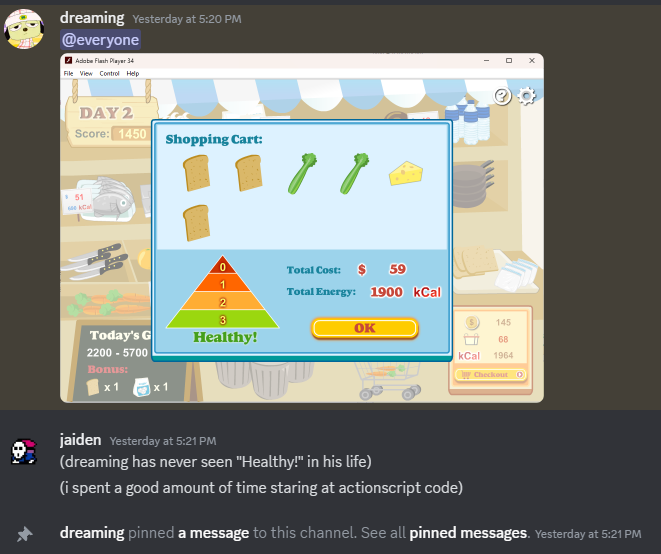 dreaming Yesterday at 5:20 PM
@everyone
Adobe Flash Player 34
File View Control Help
DAY 2
Score: 1450
Shopping Cart:
$ 51
kCal
0
1
2
3
Healthy!
Total Cost: $ 59
Total Energy: 1900 kCal
OK
Today's G
2200 - 5700
Bonus:
x 1 x 1
145
68
kCal 1964
Checkout
jaiden Yesterday at 5:21 PM
(dreaming has never seen "Healthy!" in his life)
(i spent a good amount of time staring at actionscript code)
dreaming pinned a message to this channel. See all pinned messages. Yesterday at 5:21 PM